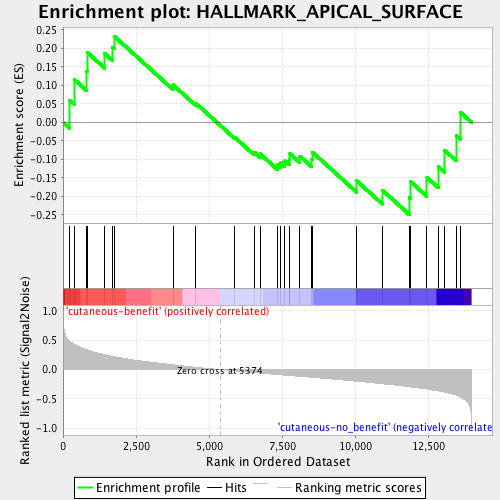 Enrichment plot: HALLMARK_APICAL_SURFACE
Enrichment score (ES)
0.25
0.20
0.15
0.10
0.05
0.00
-0.05
-0.10
-0.15
-0.20
-0.25
Ranked list metric (Signal2Noise)
1.0
0.5
0.0
-0.5
-1.0
'cutaneous-benefit' (positively correlated)
Zero cross at 5374
'cutaneous-no_benefit' (negatively correlate
0
2,500
5,000
7,500
10,000
12,500
Rank in Ordered Dataset
Enrichment profile
Hits
Ranking metric scores